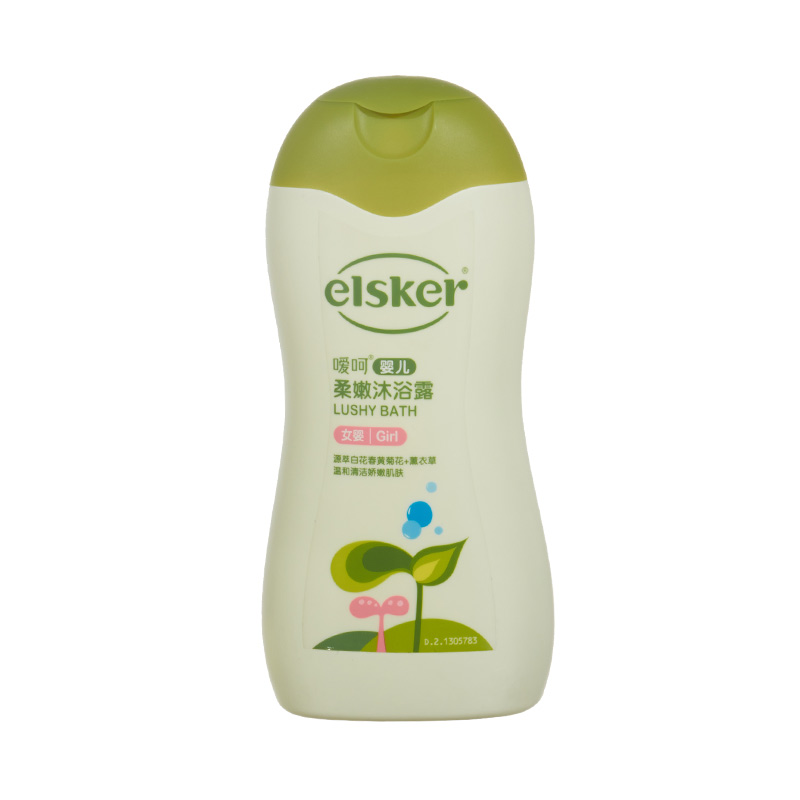 elsker®
嗳呵® 婴儿
柔嫩沐浴露
LUSHY BATH
女婴 | Girl
源萃白花春黄菊花+薰衣草
温和清洁娇嫩肌肤
D.2.1305783